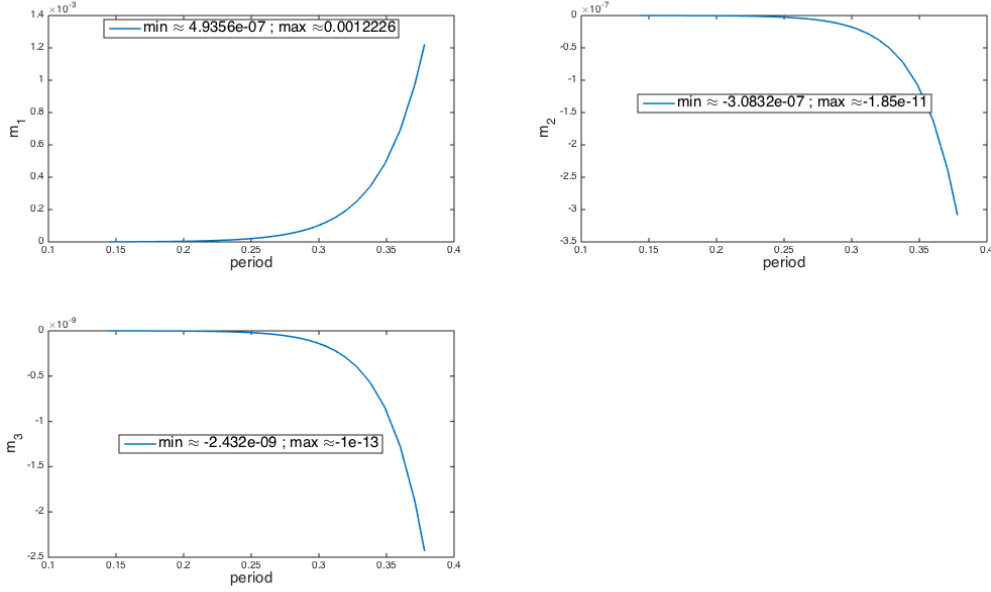 ×10⁻³
1.4
1.2
1
0.8
0.6
0.4
0.2
0
m₁
min ≈ 4.9356e-07 ; max ≈0.0012226
0.1 0.15 0.2 0.25 0.3 0.35 0.4
period
×10⁻⁷
0
-0.5
-1
-1.5
-2
-2.5
-3
-3.5
m₂
min ≈ -3.0832e-07 ; max ≈-1.85e-11
0.1 0.15 0.2 0.25 0.3 0.35 0.4
period
×10⁻⁹
0
-0.5
-1
-1.5
-2
-2.5
m₃
min ≈ -2.432e-09 ; max ≈-1e-13
0.1 0.15 0.2 0.25 0.3 0.35 0.4
period